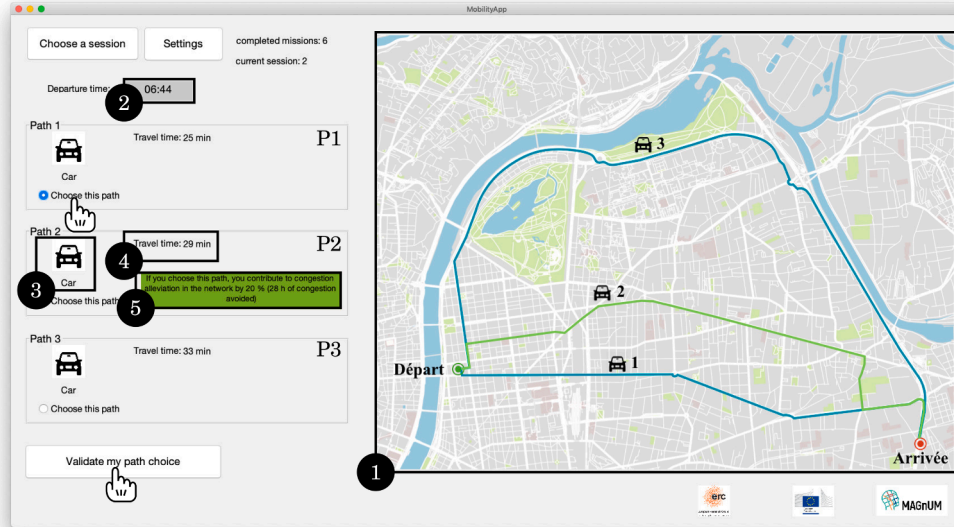 MobilityApp
Choose a session
Settings
completed missions: 6
current session: 2
Departure time:
06:44
2
Path 1
Travel time: 25 min
P1
Car
Choose this path
Path 2
Travel time: 29 min
P2
4
3
Car
If you choose this path, you contribute to congestion
alleviation in the network by 20 % (28 h of congestion
avoided)
5
Choose this path
Path 3
Travel time: 33 min
P3
Car
Choose this path
Validate my path choice
3
2
1
Départ
Arrivée
1
erc
MAGnUM